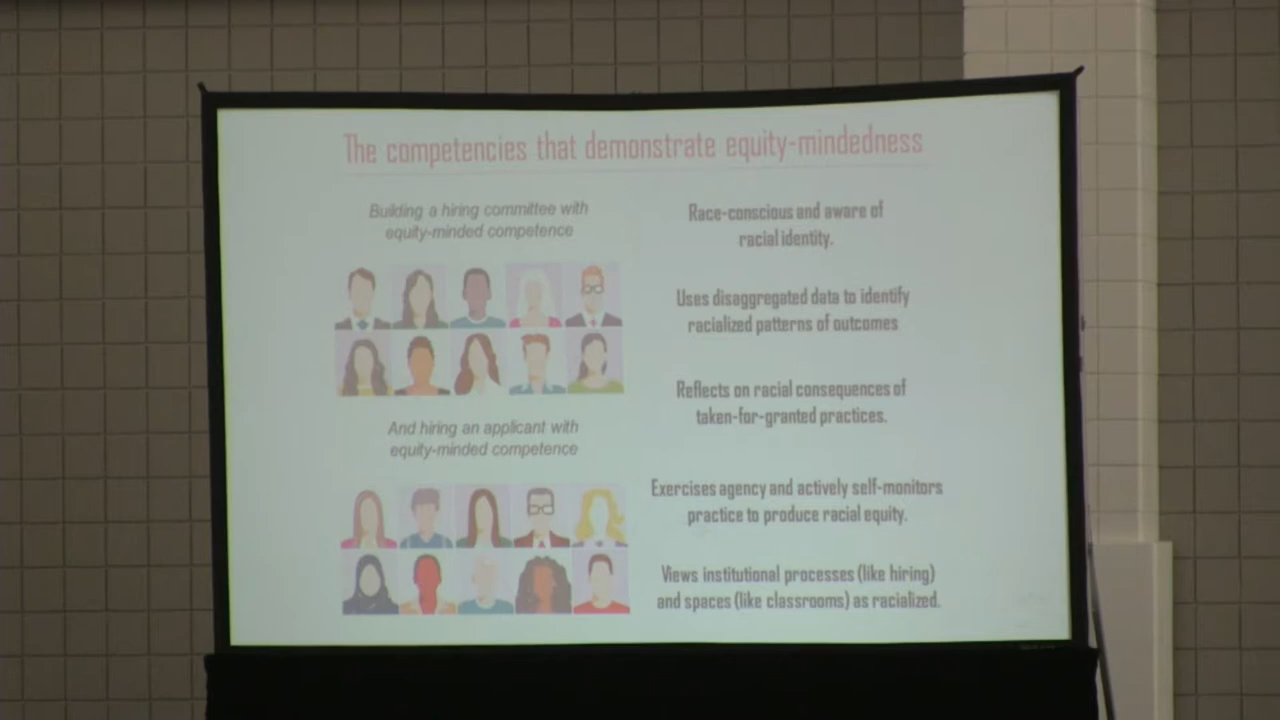 The competencies that demonstrate equity-mindedness
Building a hiring committee with
equity-minded competence
And hiring an applicant with
equity-minded competence
Race-conscious and aware of
racial identity.
Uses disaggregated data to identify
racialized patterns of outcomes
Reflects on racial consequences of
taken-for-granted practices.
Exercises agency and actively self-monitors
practice to produce racial equity.
Views institutional processes (like hiring)
and spaces (like classrooms) as racialized.